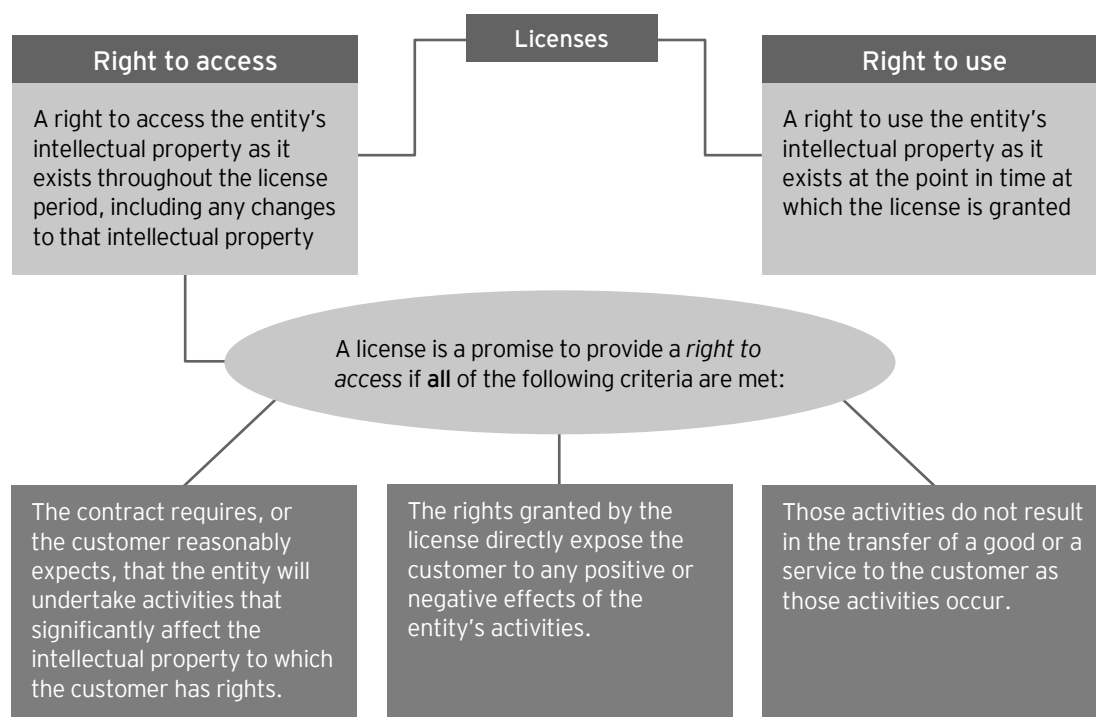 Licenses
Right to access
A right to access the entity's
intellectual property as it
exists throughout the license
period, including any changes
to that intellectual property
Right to use
A right to use the entity's
intellectual property as it
exists at the point in time at
which the license is granted
A license is a promise to provide a right to
access if all of the following criteria are met:
The contract requires, or
the customer reasonably
expects, that the entity will
undertake activities that
significantly affect the
intellectual property to which
the customer has rights.
The rights granted by the
license directly expose the
customer to any positive or
negative effects of the
entity's activities.
Those activities do not result
in the transfer of a good or a
service to the customer as
those activities occur.